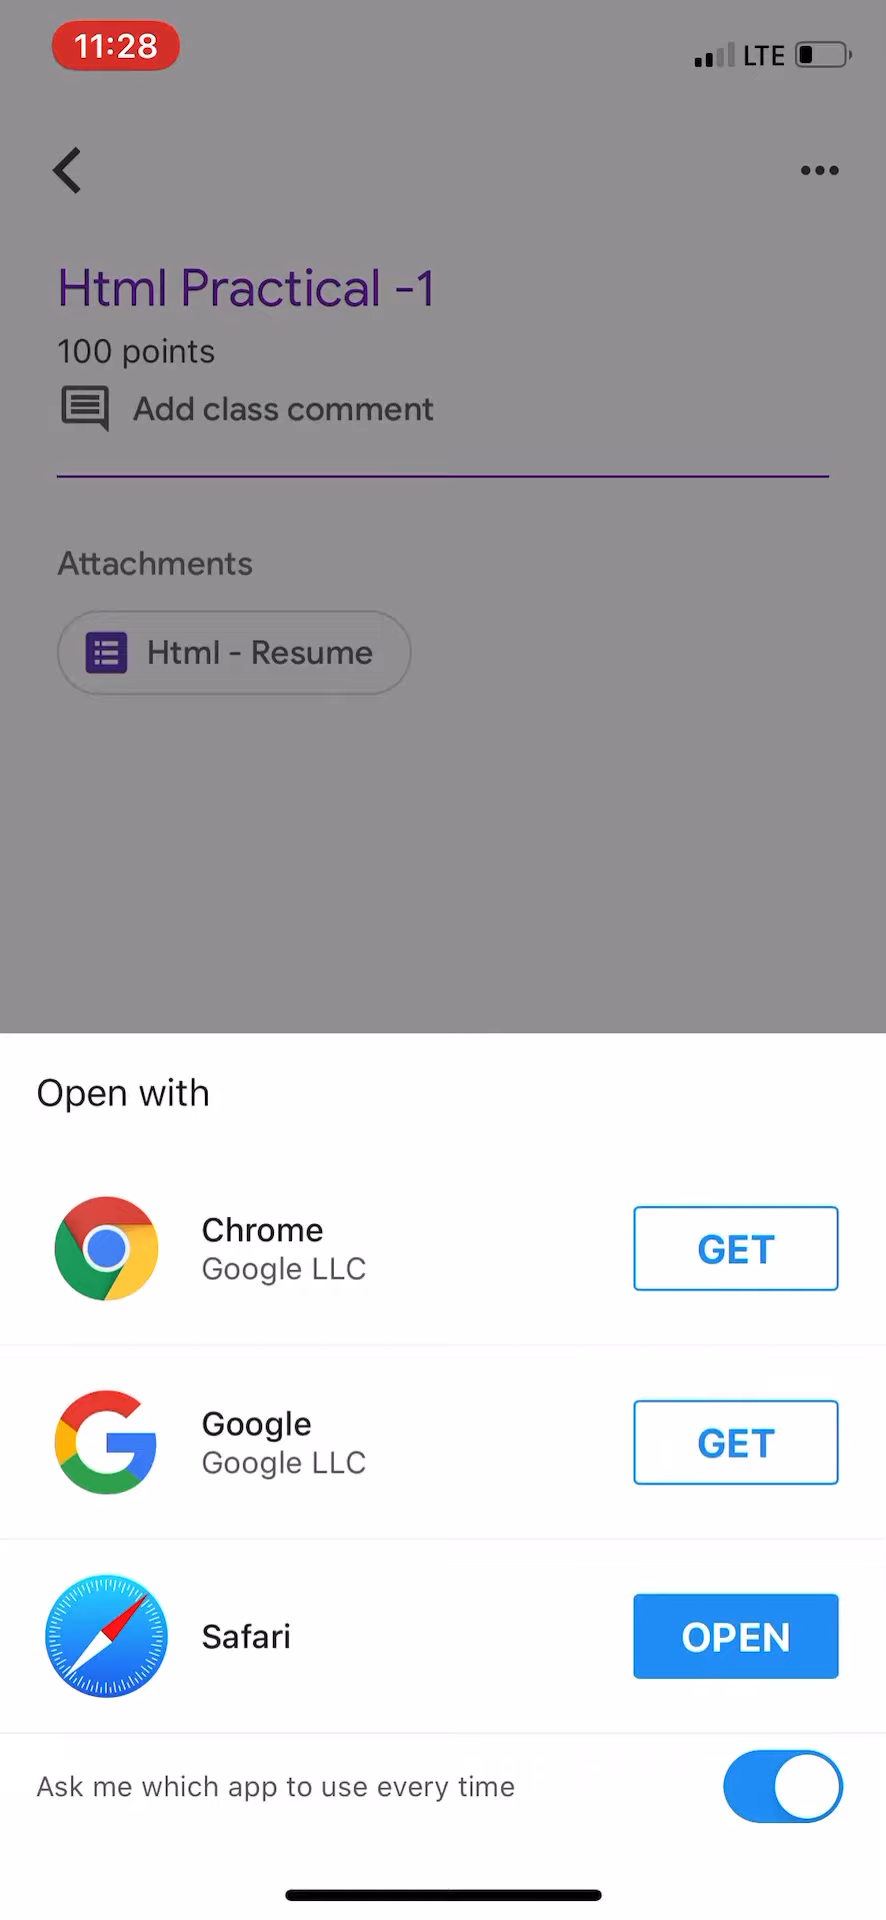 11:28
LTE
Html Practical -1
100 points
Add class comment
Attachments
Html - Resume
Open with
Chrome
Google LLC
GET
Google
Google LLC
GET
Safari
OPEN
Ask me which app to use every time